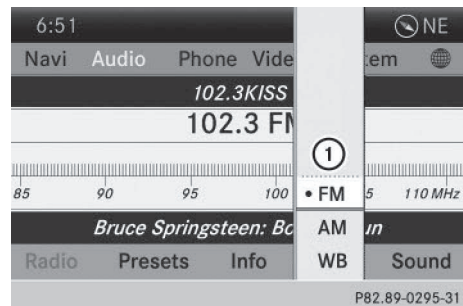 6:51 NE
Navi Audio Phone Vide tem
102.3KISS
102.3 FM
1
85 90 95 100 • FM 5 110 MHz
Bruce Springsteen: Bo AM un
Radio Presets Info WB Sound
P82.89-0295-31